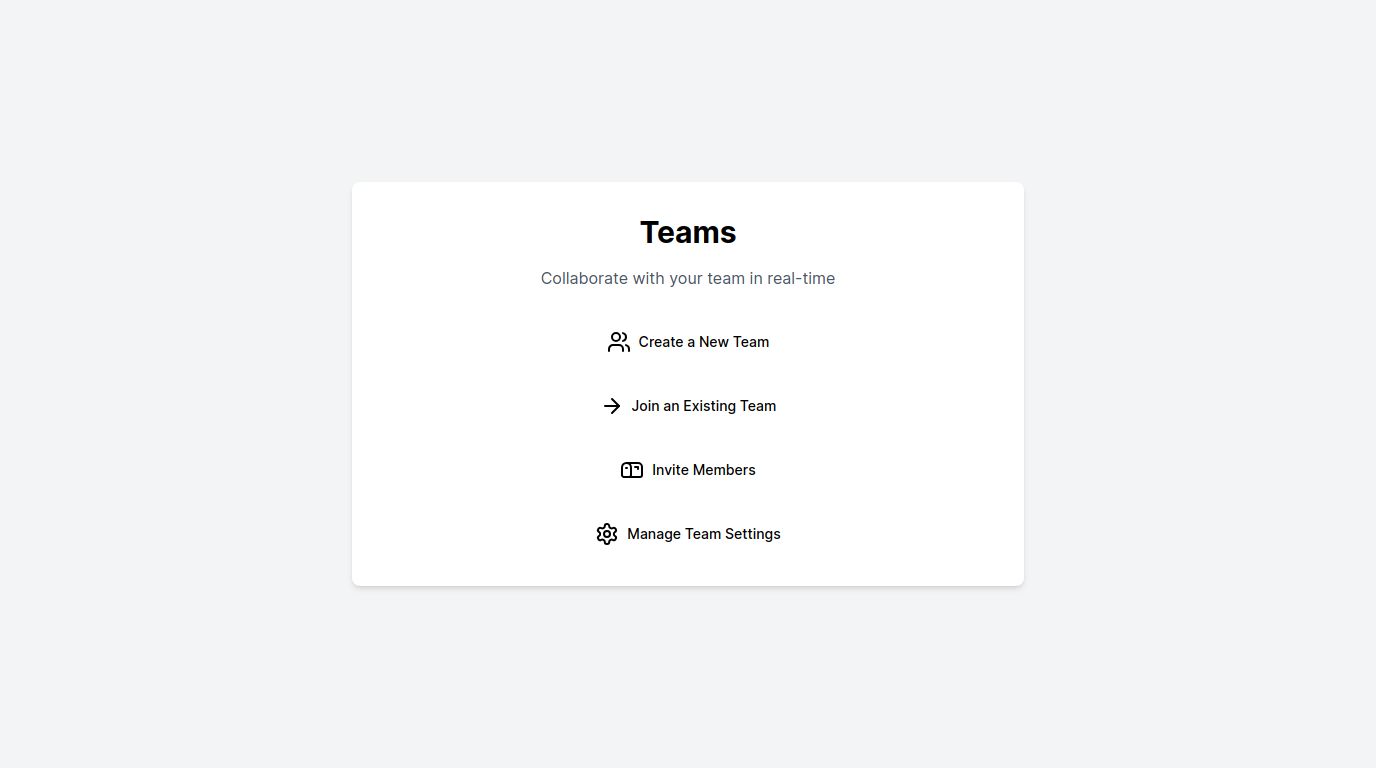 Teams
Collaborate with your team in real-time
Create a New Team
Join an Existing Team
Invite Members
Manage Team Settings